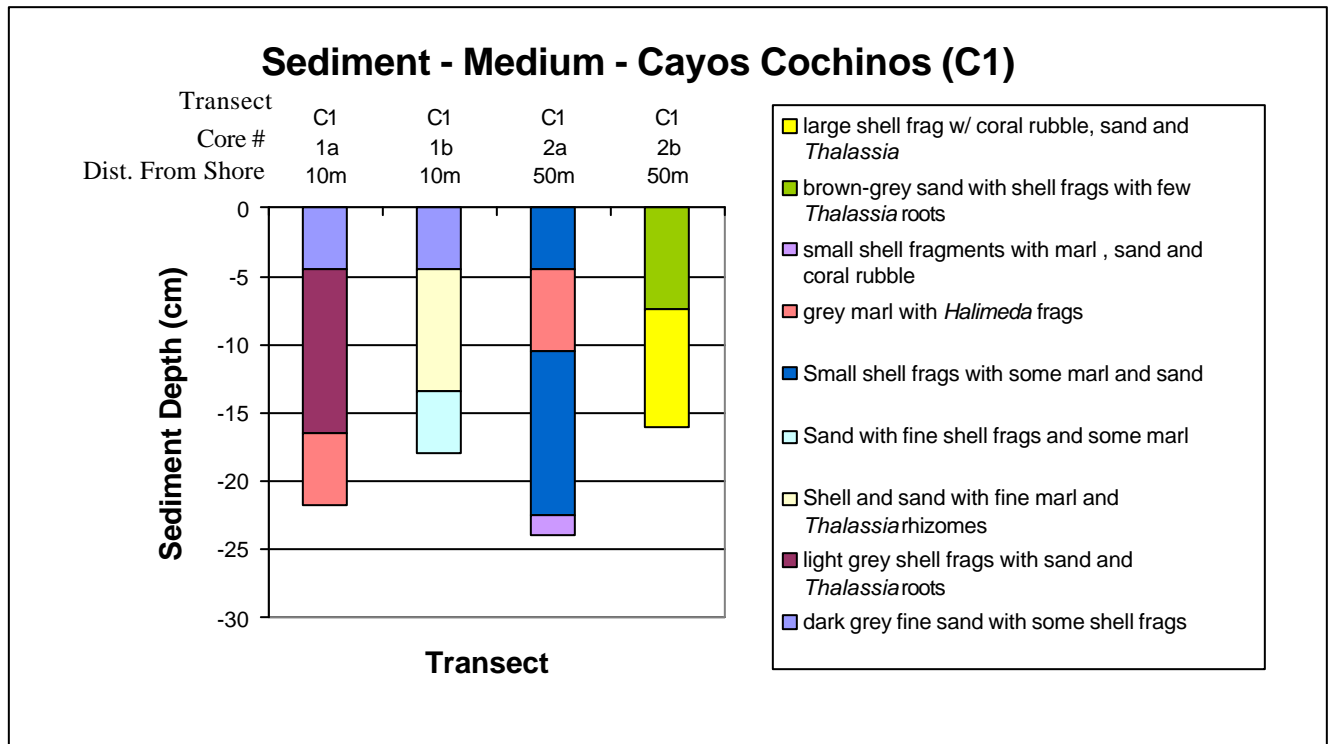 Sediment - Medium - Cayos Cochinos (C1)
Transect C1 C1 C1 C1
Core # 1a 1b 2a 2b
Dist. From Shore 10m 10m 50m 50m
0
-5
-10
-15
-20
-25
-30
Sediment Depth (cm)
Transect
large shell frag w/ coral rubble, sand and
Thalassia
brown-grey sand with shell frags with few
Thalassia roots
small shell fragments with marl , sand and
coral rubble
grey marl with Halimeda frags
Small shell frags with some marl and sand
Sand with fine shell frags and some marl
Shell and sand with fine marl and
Thalassia rhizomes
light grey shell frags with sand and
Thalassia roots
dark grey fine sand with some shell frags